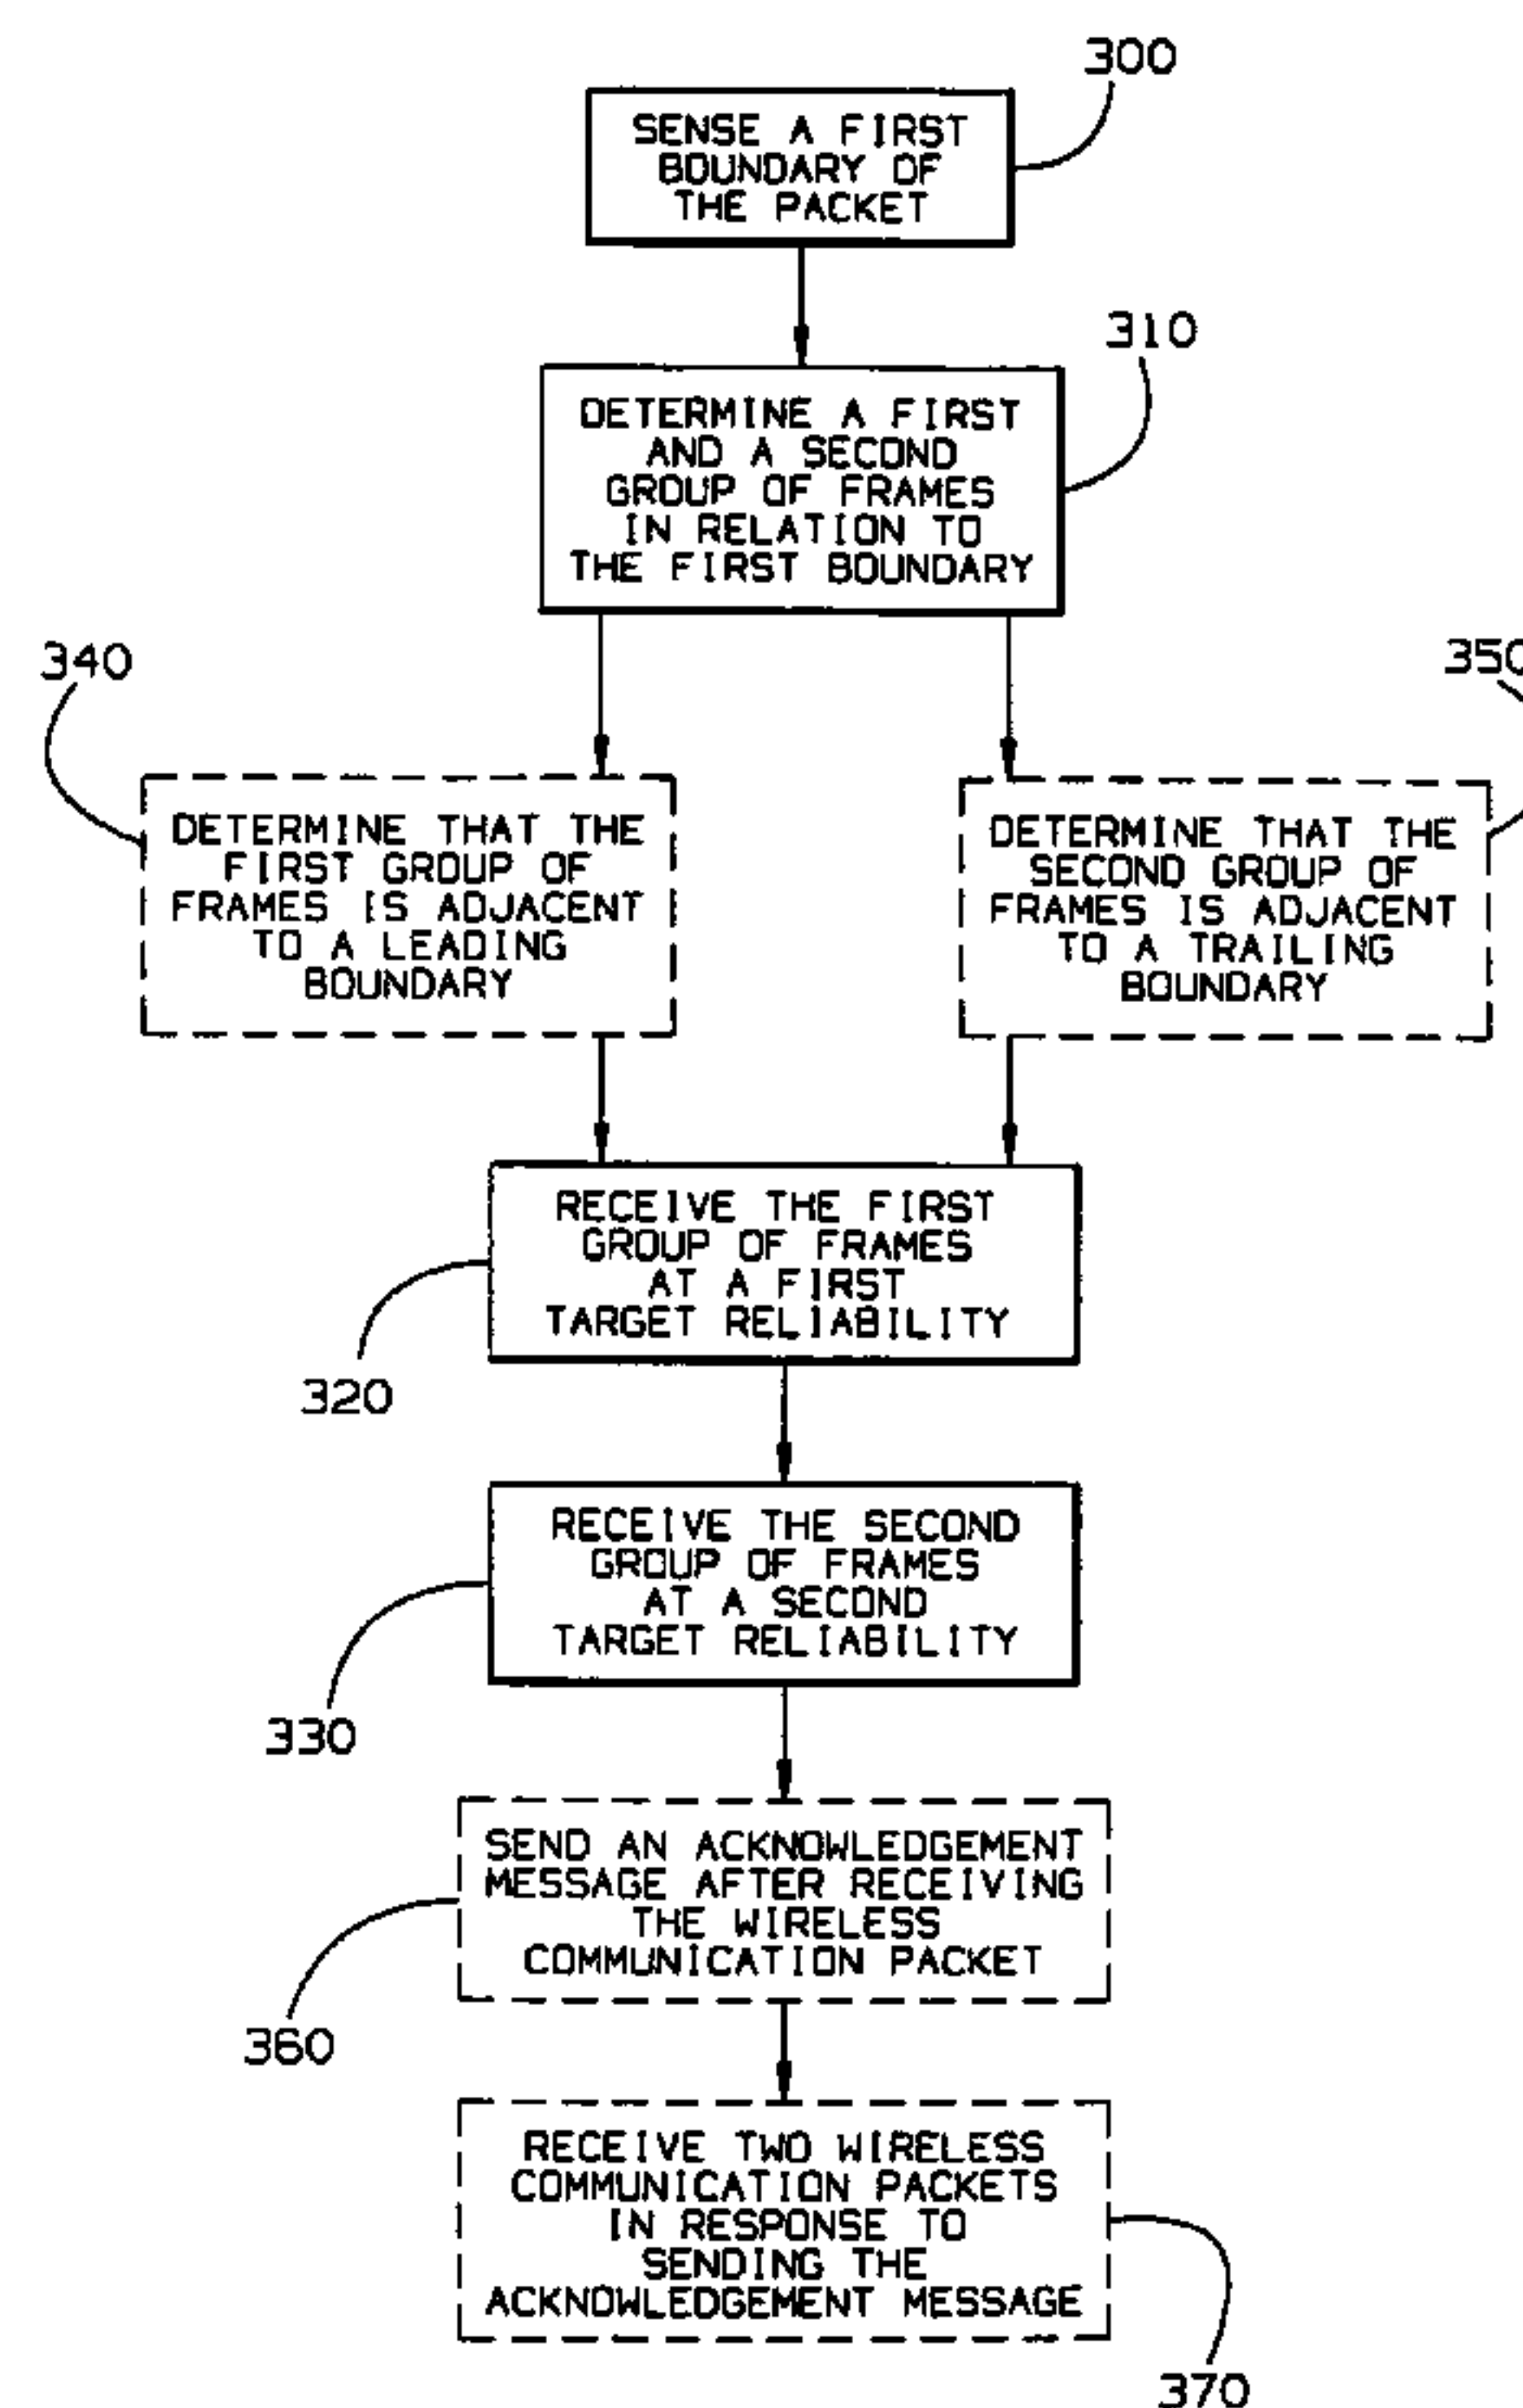 300
SENSE A FIRST
BOUNDARY OF
THE PACKET
310
DETERMINE A FIRST
AND A SECOND
GROUP OF FRAMES
IN RELATION TO
THE FIRST BOUNDARY
340
350
DETERMINE THAT THE
FIRST GROUP OF
FRAMES IS ADJACENT
TO A LEADING
BOUNDARY
DETERMINE THAT THE
SECOND GROUP OF
FRAMES IS ADJACENT
TO A TRAILING
BOUNDARY
RECEIVE THE FIRST
GROUP OF FRAMES
AT A FIRST
TARGET RELIABILITY
320
RECEIVE THE SECOND
GROUP OF FRAMES
AT A SECOND
TARGET RELIABILITY
330
SEND AN ACKNOWLEDGEMENT
MESSAGE AFTER RECEIVING
THE WIRELESS
COMMUNICATION PACKET
360
RECEIVE TWO WIRELESS
COMMUNICATION PACKETS
IN RESPONSE TO
SENDING THE
ACKNOWLEDGEMENT MESSAGE
370